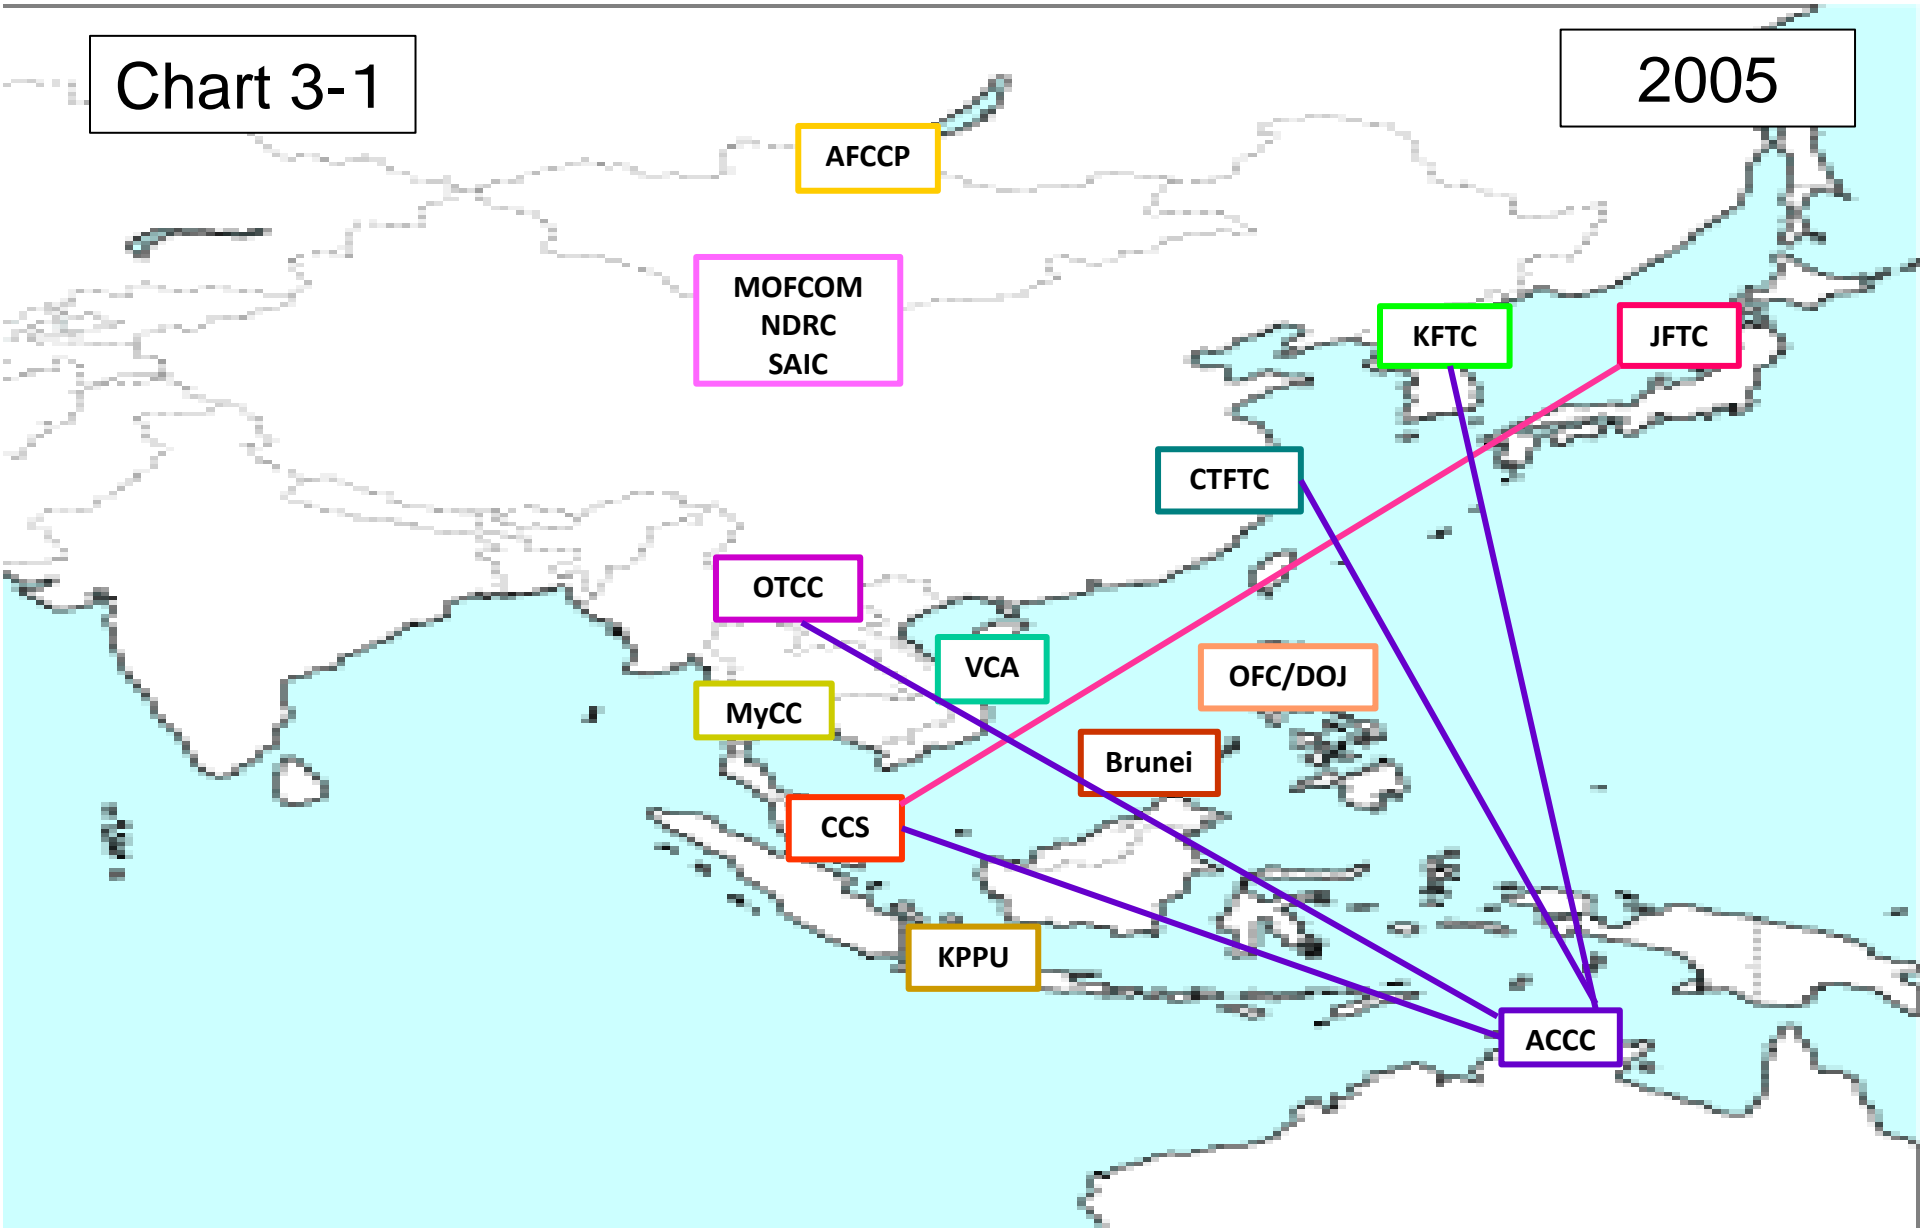 Chart 3-1
2005
AFCCP
MOFCOM
NDRC
SAIC
KFTC
JFTC
CTFTC
OTCC
VCA
OFC/DOJ
MyCC
Brunei
CCS
KPPU
ACCC